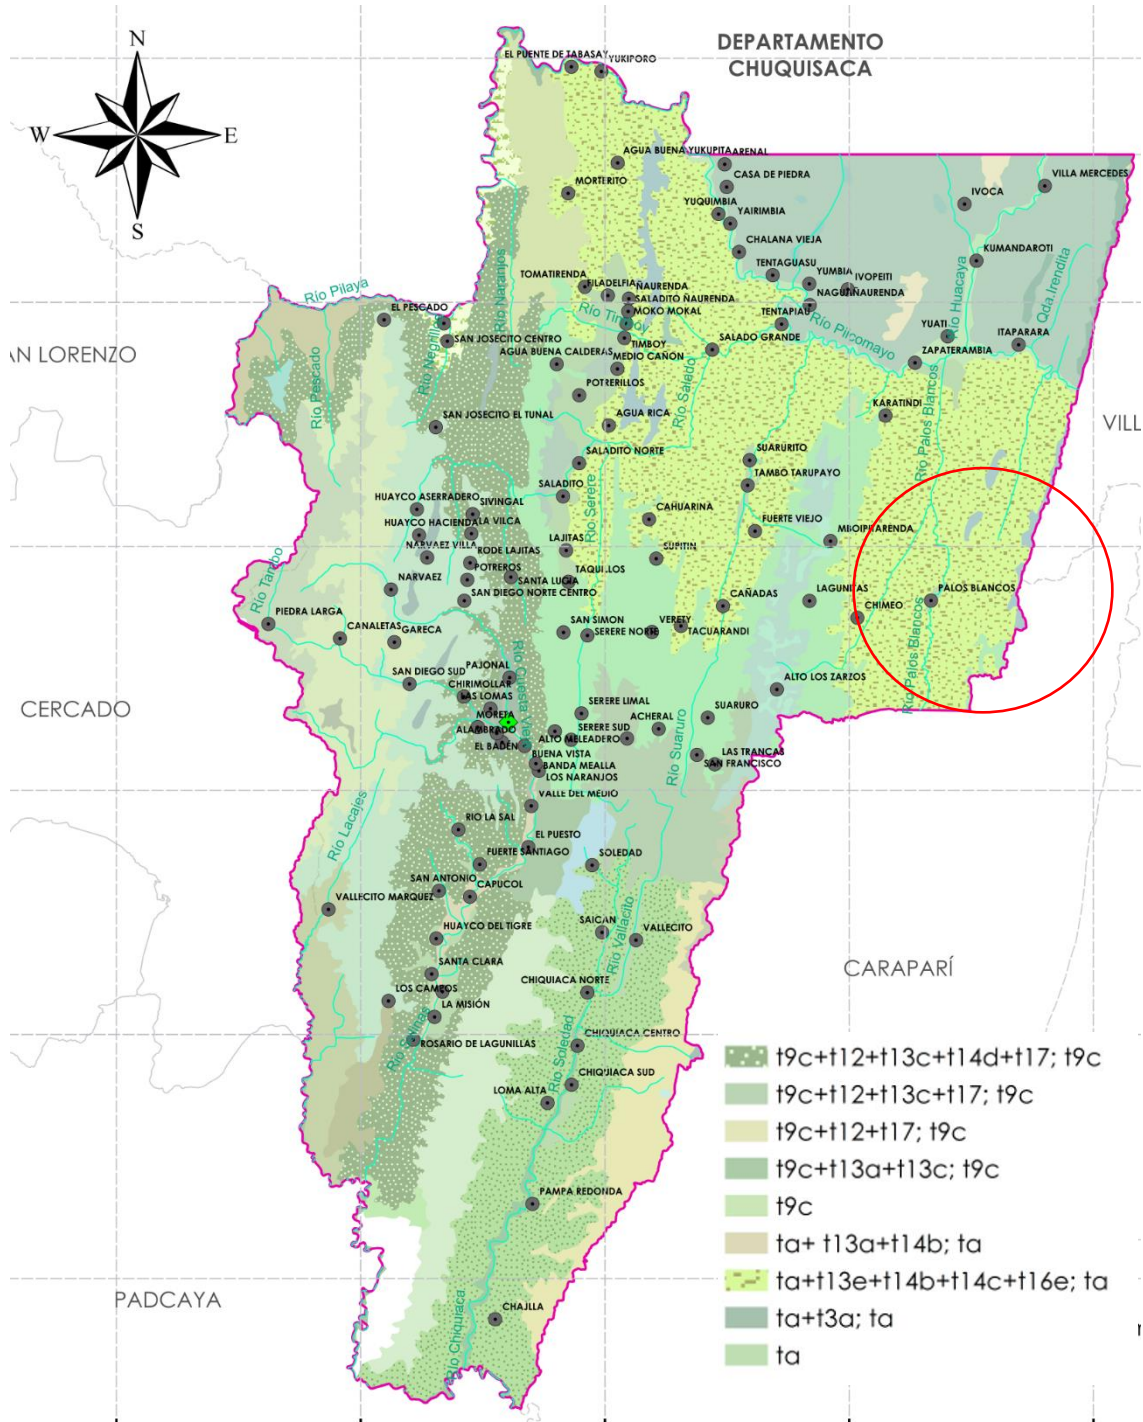 DEPARTAMENTO
CHUQUISACA
N
W
E
S
EL PUENTE DE TABASAY
YUKIPORO
AGUA BUENA YUKUPITA
ARENAL
CASA DE PIEDRA
MORTERITO
YUQUIMBIA
YAIRIMBIA
IVOCA
VILLA MERCEDES
CHALANA VIEJA
KUMANDAROTI
TENTAGUASU
YUMBIA
IVOPEITI
TOMATIRENDA
FILADELFIA
ÑAURENDA
SALADITO ÑAURENDA
MOKO MOKAL
Río Pilaya
Río Naranjos
Río Huacaya
Qda. Irendita
EL PESCADO
TENTAPIAU
Río Pilcomayo
YUATI
ITAPARARA
AN LORENZO
SAN JOSECITO CENTRO
TIMBOY
SALADO GRANDE
ZAPATERAMBIA
AGUA BUENA CALDERAS
MEDIO CAÑON
POTRERILLOS
Río Pescado
Río Saledo
Río Palos Blancos
KARATINDI
SAN JOSECITO EL TUNAL
AGUA RICA
VILL
SALADITO NORTE
SUARURITO
TAMBO TARUPAYO
SALADITO
Río Serere
HUAYCO ASERRADERO
SIVINGAL
CAHUARINA
HUAYCO HACIENDA
LA VILCA
FUERTE VIEJO
NARVAEZ VILLA
RODE LAJITAS
LAJITAS
SUPITIN
POTREROS
SANTA LUCIA
TAQUILLOS
NARVAEZ
SAN DIEGO NORTE CENTRO
CAÑADAS
LAGUNITAS
CHIMEO
PALOS BLANCOS
Río Tambo
PIEDRA LARGA
CANALETAS
GARECA
SAN SIMON
SERERE NORTE
VERETY
TACUARANDI
Río Palos Blancos
SAN DIEGO SUD
PAJONAL
CHIRIMOLLAR
LAS LOMAS
Río Cuesta Vieja
ALTO LOS ZARZOS
CERCADO
MORETA
ALAMBRADO
EL BADEN
SERERE LIMAL
SERERE SUD
ACHERAL
SUARURO
ALTO MELEADERO
BUENA VISTA
BANDA MEALLA
LOS NARANJOS
Río Suaruro
LAS TRANCAS
SAN FRANCISCO
VALLE DEL MEDIO
Río Lacajes
RIO LA SAL
EL PUESTO
FUERTE SANTIAGO
SOLEDAD
SAN ANTONIO
CAPUCOL
VALLECITO MARQUEZ
HUAYCO DEL TIGRE
SAICAN
VALLECITO
Río Vallacito
SANTA CLARA
CARAPARÍ
LOS CAMPOS
LA MISIÓN
CHIQUIACA NORTE
ROSARIO DE LAGUNILLAS
CHIQUIACA CENTRO
Río Soledad
CHIQUIACA SUD
LOMA ALTA
PAMPA REDONDA
PADCAYA
CHAJLLA
Río Chiquiaca
t9c+t12+t13c+t14d+t17; t9c
t9c+t12+t13c+t17; t9c
t9c+t12+t17; t9c
t9c+t13a+t13c; t9c
t9c
ta+ t13a+t14b; ta
ta+t13e+t14b+t14c+t16e; ta
ta+t3a; ta
ta